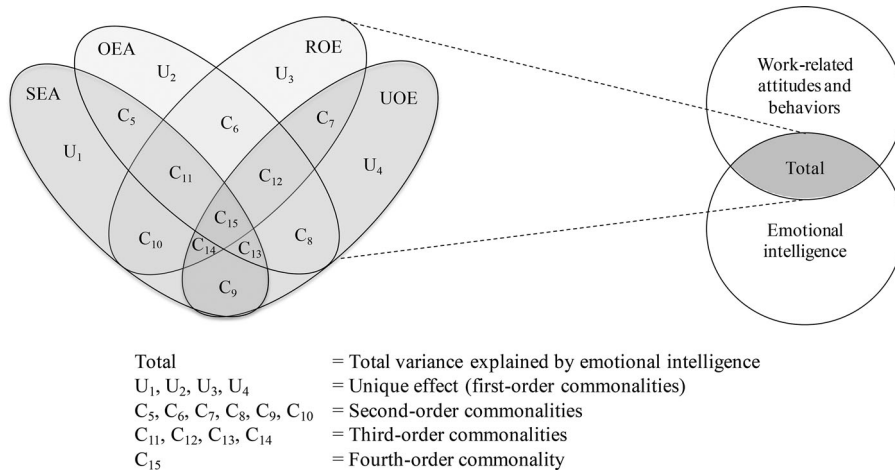 OEA
ROE
SEA
UOE
U₂
U₃
C₅
C₆
C₇
U₁
U₄
C₁₁
C₁₂
C₁₅
C₁₀
C₁₄
C₁₃
C₈
C₉
Work-related
attitudes and
behaviors
Total
Emotional
intelligence
Total = Total variance explained by emotional intelligence
U₁, U₂, U₃, U₄ = Unique effect (first-order commonalities)
C₅, C₆, C₇, C₈, C₉, C₁₀ = Second-order commonalities
C₁₁, C₁₂, C₁₃, C₁₄ = Third-order commonalities
C₁₅ = Fourth-order commonality